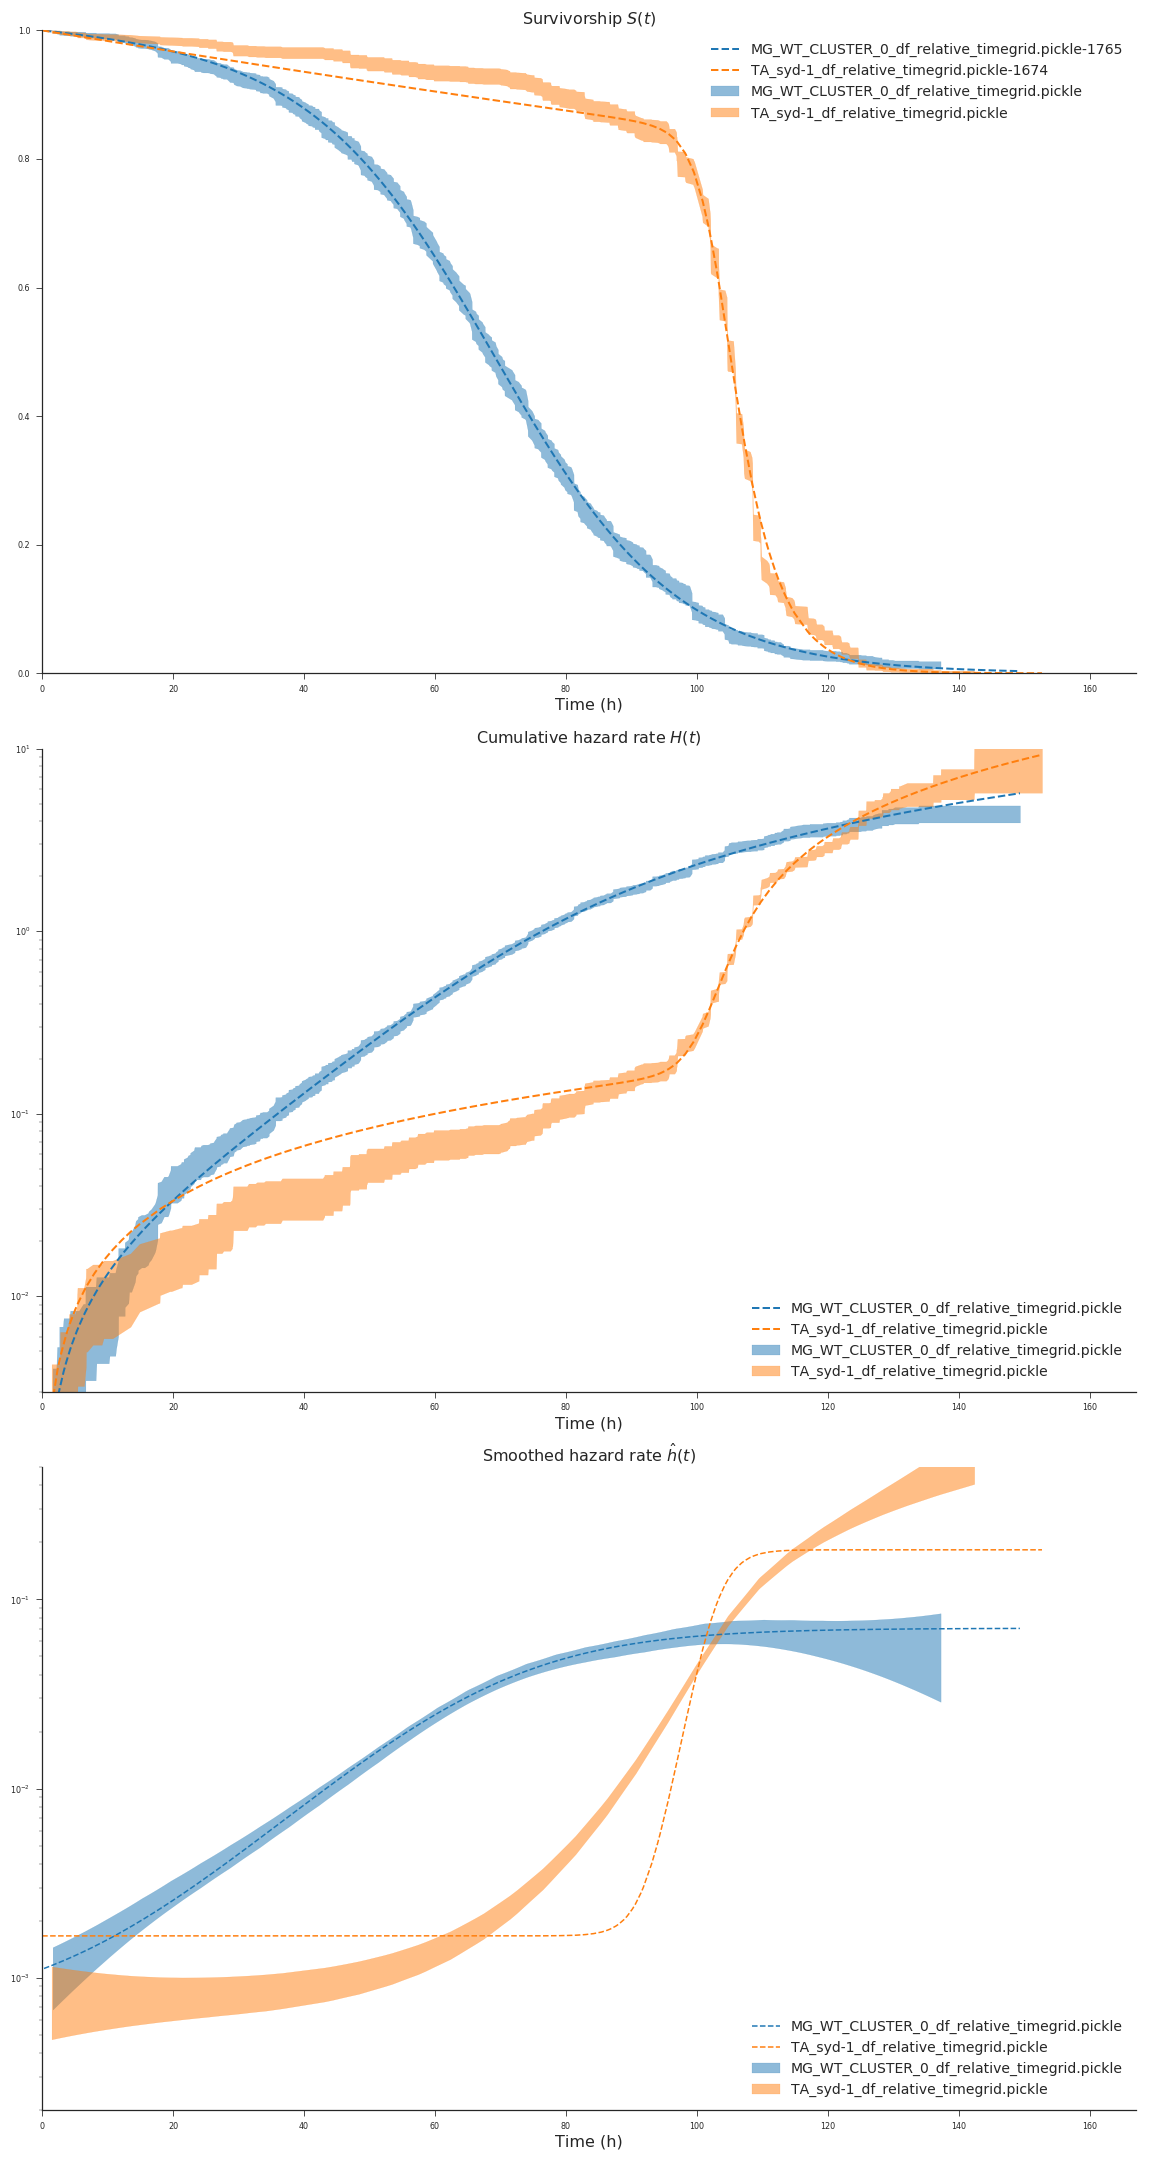 Survivorship S(t)
1.0
0.8
0.6
0.4
0.2
0.0
MG_WT_CLUSTER_0_df_relative_timegrid.pickle-1765
TA_syd-1_df_relative_timegrid.pickle-1674
MG_WT_CLUSTER_0_df_relative_timegrid.pickle
TA_syd-1_df_relative_timegrid.pickle
0 20 40 60 80 100 120 140 160
Time (h)
Cumulative hazard rate H(t)
10¹
10⁰
10⁻¹
10⁻²
MG_WT_CLUSTER_0_df_relative_timegrid.pickle
TA_syd-1_df_relative_timegrid.pickle
MG_WT_CLUSTER_0_df_relative_timegrid.pickle
TA_syd-1_df_relative_timegrid.pickle
0 20 40 60 80 100 120 140 160
Time (h)
Smoothed hazard rate ĥ(t)
10⁻¹
10⁻²
10⁻³
MG_WT_CLUSTER_0_df_relative_timegrid.pickle
TA_syd-1_df_relative_timegrid.pickle
MG_WT_CLUSTER_0_df_relative_timegrid.pickle
TA_syd-1_df_relative_timegrid.pickle
0 20 40 60 80 100 120 140 160
Time (h)